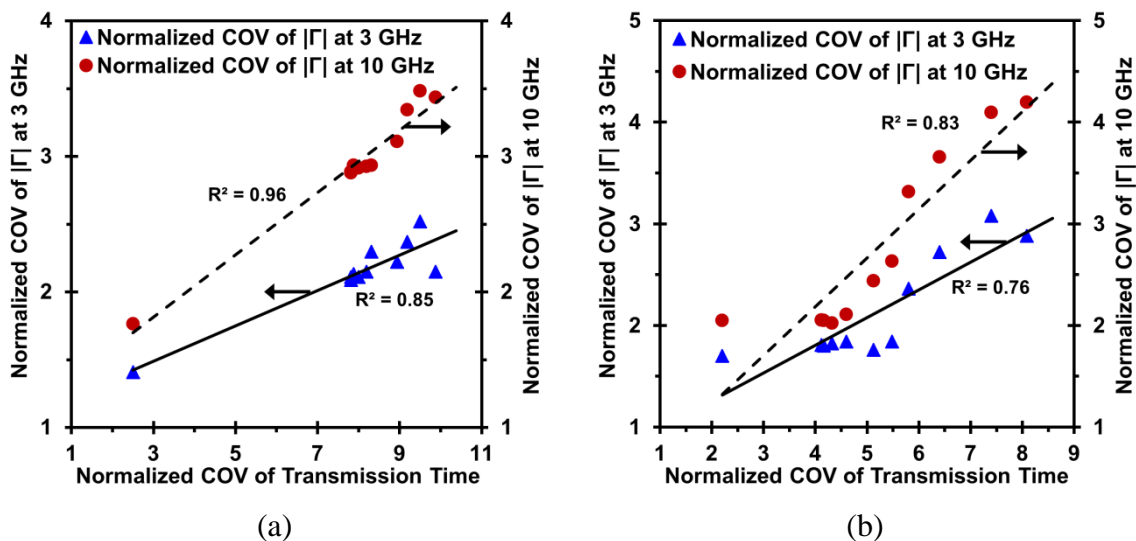 Normalized COV of |Γ| at 3 GHz
4
3
2
1
▲ Normalized COV of |Γ| at 3 GHz
● Normalized COV of |Γ| at 10 GHz
R² = 0.96
R² = 0.85
4
3
2
1
Normalized COV of |Γ| at 10 GHz
1 3 5 7 9 11
Normalized COV of Transmission Time
(a)
Normalized COV of |Γ| at 3 GHz
5
4
3
2
1
▲ Normalized COV of |Γ| at 3 GHz
● Normalized COV of |Γ| at 10 GHz
R² = 0.83
R² = 0.76
5
4
3
2
1
Normalized COV of |Γ| at 10 GHz
1 2 3 4 5 6 7 8 9
Normalized COV of Transmission Time
(b)